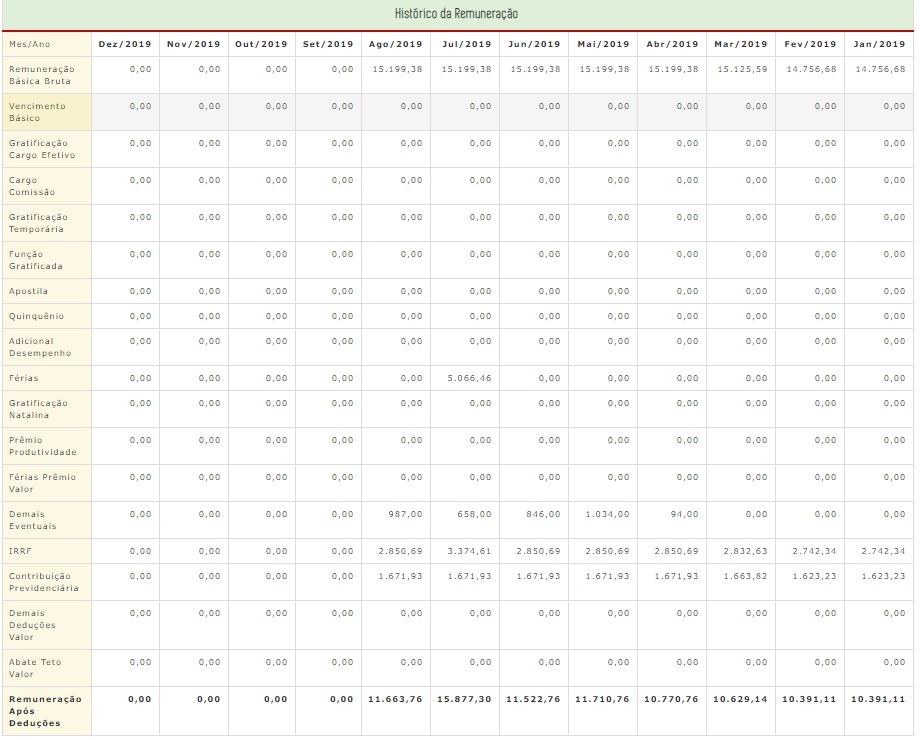 Histórico da Remuneração
Mes/Ano Dez/2019 Nov/2019 Out/2019 Set/2019 Ago/2019 Jul/2019 Jun/2019 Mai/2019 Abr/2019 Mar/2019 Fev/2019 Jan/2019
Remuneração 0,00 0,00 0,00 0,00 15.199,38 15.199,38 15.199,38 15.199,38 15.199,38 15.125,59 14.756,68 14.756,68
Básica Bruta
Vencimento 0,00 0,00 0,00 0,00 0,00 0,00 0,00 0,00 0,00 0,00 0,00 0,00
Básico
Gratificação 0,00 0,00 0,00 0,00 0,00 0,00 0,00 0,00 0,00 0,00 0,00 0,00
Cargo Efetivo
Cargo 0,00 0,00 0,00 0,00 0,00 0,00 0,00 0,00 0,00 0,00 0,00 0,00
Comissão
Gratificação 0,00 0,00 0,00 0,00 0,00 0,00 0,00 0,00 0,00 0,00 0,00 0,00
Temporária
Função 0,00 0,00 0,00 0,00 0,00 0,00 0,00 0,00 0,00 0,00 0,00 0,00
Gratificada
Apostila 0,00 0,00 0,00 0,00 0,00 0,00 0,00 0,00 0,00 0,00 0,00 0,00
Quinquênio 0,00 0,00 0,00 0,00 0,00 0,00 0,00 0,00 0,00 0,00 0,00 0,00
Adicional 0,00 0,00 0,00 0,00 0,00 0,00 0,00 0,00 0,00 0,00 0,00 0,00
Desempenho
Férias 0,00 0,00 0,00 0,00 0,00 5.066,46 0,00 0,00 0,00 0,00 0,00 0,00
Gratificação 0,00 0,00 0,00 0,00 0,00 0,00 0,00 0,00 0,00 0,00 0,00 0,00
Natalina
Prêmio 0,00 0,00 0,00 0,00 0,00 0,00 0,00 0,00 0,00 0,00 0,00 0,00
Produtividade
Férias Prêmio 0,00 0,00 0,00 0,00 0,00 0,00 0,00 0,00 0,00 0,00 0,00 0,00
Valor
Demais 0,00 0,00 0,00 0,00 987,00 658,00 846,00 1.034,00 94,00 0,00 0,00 0,00
Eventuais
IRRF 0,00 0,00 0,00 0,00 2.850,69 3.374,61 2.850,69 2.850,69 2.850,69 2.832,63 2.742,34 2.742,34
Contribuição 0,00 0,00 0,00 0,00 1.671,93 1.671,93 1.671,93 1.671,93 1.671,93 1.663,82 1.623,23 1.623,23
Previdenciária
Demais 0,00 0,00 0,00 0,00 0,00 0,00 0,00 0,00 0,00 0,00 0,00 0,00
Deduções
Valor
Abate Teto 0,00 0,00 0,00 0,00 0,00 0,00 0,00 0,00 0,00 0,00 0,00 0,00
Valor
Remuneração 0,00 0,00 0,00 0,00 11.663,76 15.877,30 11.522,76 11.710,76 10.770,76 10.629,14 10.391,11 10.391,11
Após
Deduções